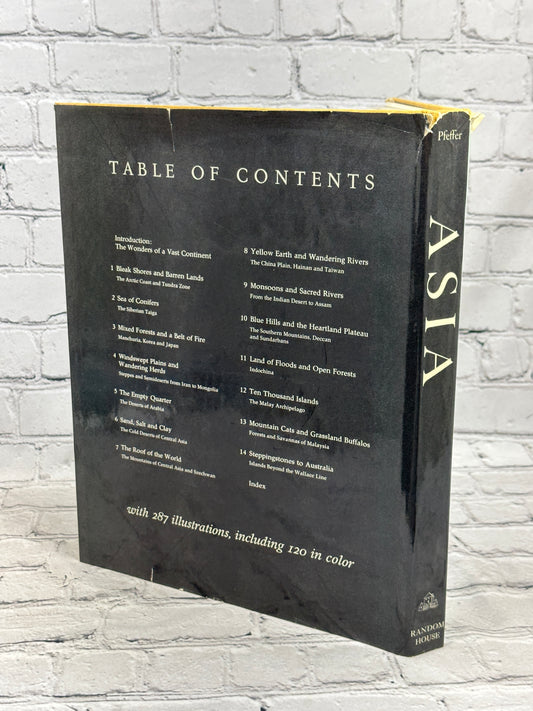 TABLE OF CONTENTS
Introduction:
The Wonders of a Vast Continent
1 Bleak Shores and Barren Lands
The Arctic Coast and Tundra Zone
2 Sea of Conifers
The Siberian Taiga
3 Mixed Forests and a Belt of Fire
Manchuria, Korea and Japan
4 Windswept Plains and
Wandering Herds
Steppes and Semideserts from Iran to Mongolia
5 The Empty Quarter
The Deserts of Arabia
6 Sand, Salt and Clay
The Cold Deserts of Central Asia
7 The Roof of the World
The Mountains of Central Asia and Szechwan
8 Yellow Earth and Wandering Rivers
The China Plain, Hainan and Taiwan
9 Monsoons and Sacred Rivers
From the Indian Desert to Assam
10 Blue Hills and the Heartland Plateau
The Southern Mountains, Deccan
and Sundarbans
11 Land of Floods and Open Forests
Indochina
12 Ten Thousand Islands
The Malay Archipelago
13 Mountain Cats and Grassland Buffalos
Forests and Savannas of Malaysia
14 Steppingstones to Australia
Islands Beyond the Wallace Line
Index
with 287 illustrations, including 120 in color
Pfeffer
ASIA
RANDOM
HOUSE